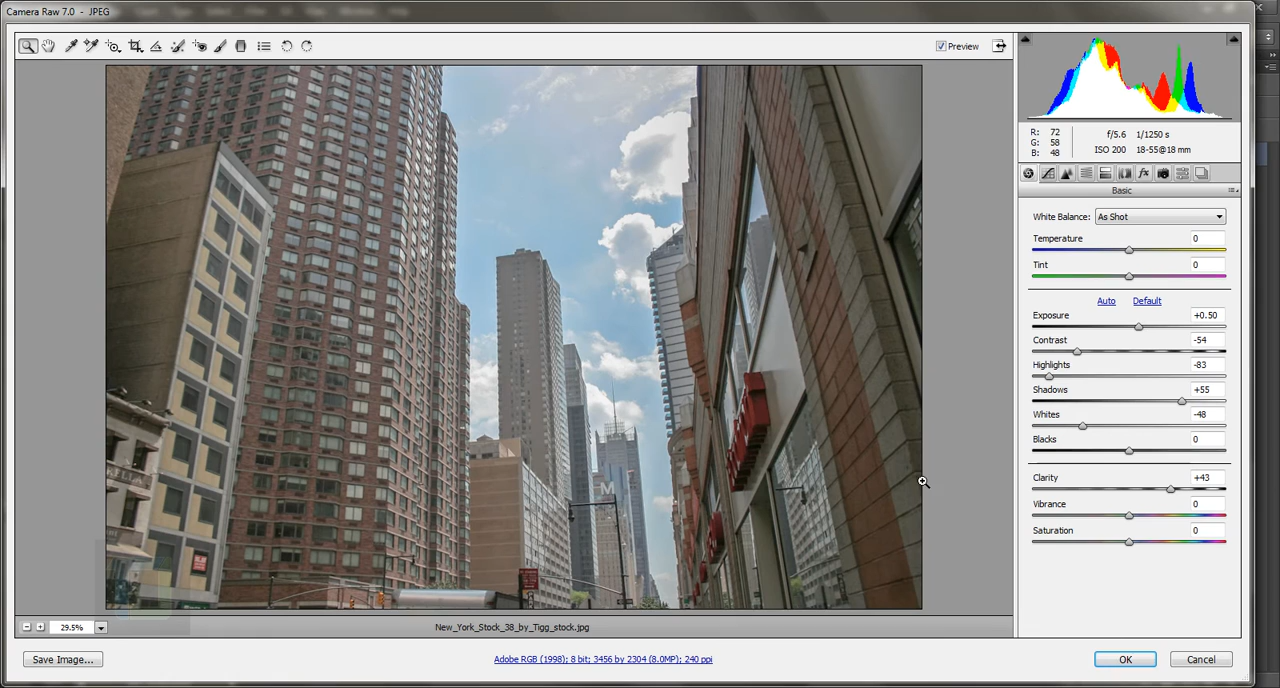 Camera Raw 7.0 - JPEG
Preview
R: 72
G: 58
B: 48
f/5.6 1/1250 s
ISO 200 18-55@18 mm
fx
Basic
White Balance: As Shot
Temperature 0
Tint 0
Auto Default
Exposure +0.50
Contrast -54
Highlights -83
Shadows +55
Whites -48
Blacks 0
Clarity +43
Vibrance 0
Saturation 0
29.5%
New_York_Stock_38_by_Tigg_stock.jpg
Save Image...
Adobe RGB (1998); 8 bit; 3456 by 2304 (8.0MP); 240 ppi
OK
Cancel